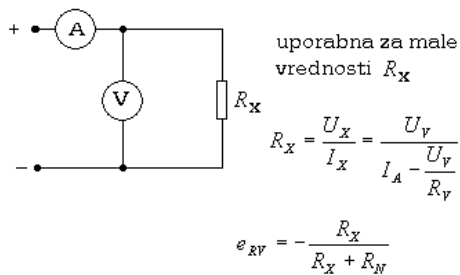 + A
V
R_X
−
uporabna za male
vrednosti R_X
R_X = U_X / I_X = U_V / (I_A − U_V / R_V)
e_RV = − R_X / (R_X + R_N)